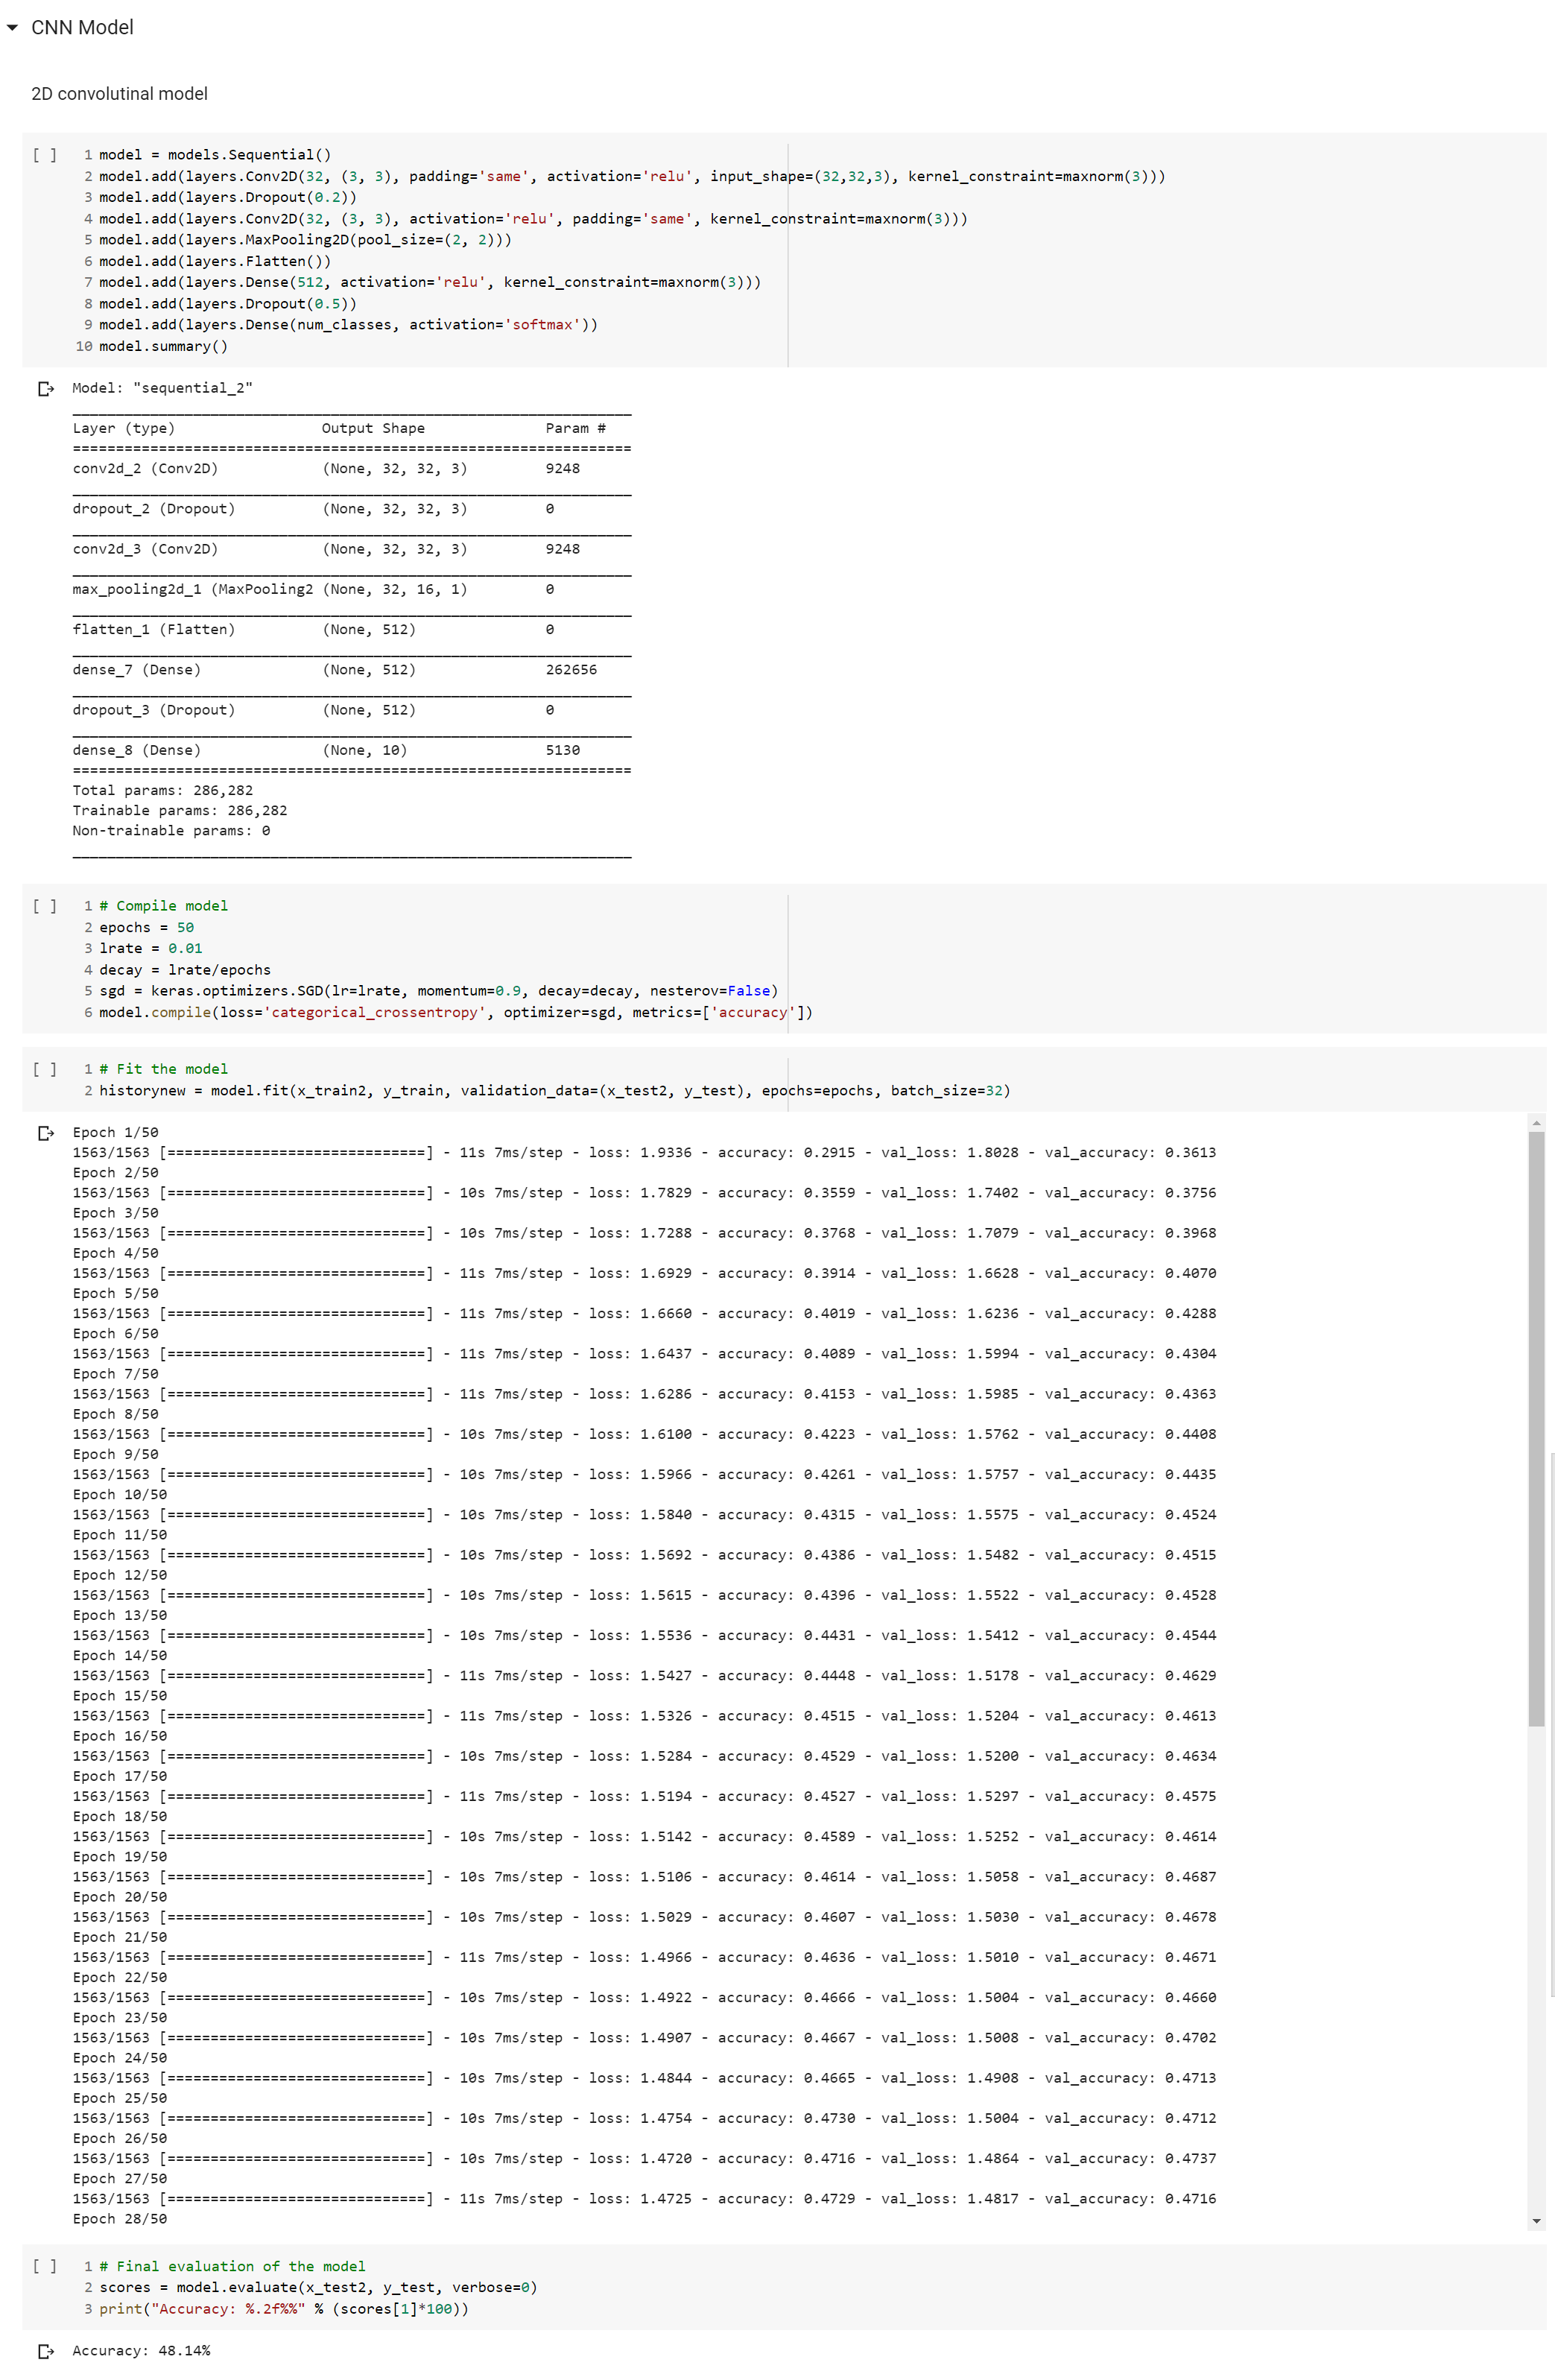 CNN Model
2D convolutinal model
[ ]
1 model = models.Sequential()
2 model.add(layers.Conv2D(32, (3, 3), padding='same', activation='relu', input_shape=(32,32,3), kernel_constraint=maxnorm(3)))
3 model.add(layers.Dropout(0.2))
4 model.add(layers.Conv2D(32, (3, 3), activation='relu', padding='same', kernel_constraint=maxnorm(3)))
5 model.add(layers.MaxPooling2D(pool_size=(2, 2)))
6 model.add(layers.Flatten())
7 model.add(layers.Dense(512, activation='relu', kernel_constraint=maxnorm(3)))
8 model.add(layers.Dropout(0.5))
9 model.add(layers.Dense(num_classes, activation='softmax'))
10 model.summary()
Model: "sequential_2"
_________________________________________________________________
Layer (type)                 Output Shape              Param #
=================================================================
conv2d_2 (Conv2D)            (None, 32, 32, 3)         9248
_________________________________________________________________
dropout_2 (Dropout)          (None, 32, 32, 3)         0
_________________________________________________________________
conv2d_3 (Conv2D)            (None, 32, 32, 3)         9248
_________________________________________________________________
max_pooling2d_1 (MaxPooling2 (None, 32, 16, 1)         0
_________________________________________________________________
flatten_1 (Flatten)          (None, 512)               0
_________________________________________________________________
dense_7 (Dense)              (None, 512)               262656
_________________________________________________________________
dropout_3 (Dropout)          (None, 512)               0
_________________________________________________________________
dense_8 (Dense)              (None, 10)                5130
=================================================================
Total params: 286,282
Trainable params: 286,282
Non-trainable params: 0
_________________________________________________________________
[ ]
1 # Compile model
2 epochs = 50
3 lrate = 0.01
4 decay = lrate/epochs
5 sgd = keras.optimizers.SGD(lr=lrate, momentum=0.9, decay=decay, nesterov=False)
6 model.compile(loss='categorical_crossentropy', optimizer=sgd, metrics=['accuracy'])
[ ]
1 # Fit the model
2 historynew = model.fit(x_train2, y_train, validation_data=(x_test2, y_test), epochs=epochs, batch_size=32)
Epoch 1/50
1563/1563 [==============================] - 11s 7ms/step - loss: 1.9336 - accuracy: 0.2915 - val_loss: 1.8028 - val_accuracy: 0.3613
Epoch 2/50
1563/1563 [==============================] - 10s 7ms/step - loss: 1.7829 - accuracy: 0.3559 - val_loss: 1.7402 - val_accuracy: 0.3756
Epoch 3/50
1563/1563 [==============================] - 10s 7ms/step - loss: 1.7288 - accuracy: 0.3768 - val_loss: 1.7079 - val_accuracy: 0.3968
Epoch 4/50
1563/1563 [==============================] - 11s 7ms/step - loss: 1.6929 - accuracy: 0.3914 - val_loss: 1.6628 - val_accuracy: 0.4070
Epoch 5/50
1563/1563 [==============================] - 11s 7ms/step - loss: 1.6660 - accuracy: 0.4019 - val_loss: 1.6236 - val_accuracy: 0.4288
Epoch 6/50
1563/1563 [==============================] - 11s 7ms/step - loss: 1.6437 - accuracy: 0.4089 - val_loss: 1.5994 - val_accuracy: 0.4304
Epoch 7/50
1563/1563 [==============================] - 11s 7ms/step - loss: 1.6286 - accuracy: 0.4153 - val_loss: 1.5985 - val_accuracy: 0.4363
Epoch 8/50
1563/1563 [==============================] - 10s 7ms/step - loss: 1.6100 - accuracy: 0.4223 - val_loss: 1.5762 - val_accuracy: 0.4408
Epoch 9/50
1563/1563 [==============================] - 10s 7ms/step - loss: 1.5966 - accuracy: 0.4261 - val_loss: 1.5757 - val_accuracy: 0.4435
Epoch 10/50
1563/1563 [==============================] - 10s 7ms/step - loss: 1.5840 - accuracy: 0.4315 - val_loss: 1.5575 - val_accuracy: 0.4524
Epoch 11/50
1563/1563 [==============================] - 10s 7ms/step - loss: 1.5692 - accuracy: 0.4386 - val_loss: 1.5482 - val_accuracy: 0.4515
Epoch 12/50
1563/1563 [==============================] - 10s 7ms/step - loss: 1.5615 - accuracy: 0.4396 - val_loss: 1.5522 - val_accuracy: 0.4528
Epoch 13/50
1563/1563 [==============================] - 10s 7ms/step - loss: 1.5536 - accuracy: 0.4431 - val_loss: 1.5412 - val_accuracy: 0.4544
Epoch 14/50
1563/1563 [==============================] - 11s 7ms/step - loss: 1.5427 - accuracy: 0.4448 - val_loss: 1.5178 - val_accuracy: 0.4629
Epoch 15/50
1563/1563 [==============================] - 11s 7ms/step - loss: 1.5326 - accuracy: 0.4515 - val_loss: 1.5204 - val_accuracy: 0.4613
Epoch 16/50
1563/1563 [==============================] - 10s 7ms/step - loss: 1.5284 - accuracy: 0.4529 - val_loss: 1.5200 - val_accuracy: 0.4634
Epoch 17/50
1563/1563 [==============================] - 11s 7ms/step - loss: 1.5194 - accuracy: 0.4527 - val_loss: 1.5297 - val_accuracy: 0.4575
Epoch 18/50
1563/1563 [==============================] - 10s 7ms/step - loss: 1.5142 - accuracy: 0.4589 - val_loss: 1.5252 - val_accuracy: 0.4614
Epoch 19/50
1563/1563 [==============================] - 10s 7ms/step - loss: 1.5106 - accuracy: 0.4614 - val_loss: 1.5058 - val_accuracy: 0.4687
Epoch 20/50
1563/1563 [==============================] - 10s 7ms/step - loss: 1.5029 - accuracy: 0.4607 - val_loss: 1.5030 - val_accuracy: 0.4678
Epoch 21/50
1563/1563 [==============================] - 11s 7ms/step - loss: 1.4966 - accuracy: 0.4636 - val_loss: 1.5010 - val_accuracy: 0.4671
Epoch 22/50
1563/1563 [==============================] - 10s 7ms/step - loss: 1.4922 - accuracy: 0.4666 - val_loss: 1.5004 - val_accuracy: 0.4660
Epoch 23/50
1563/1563 [==============================] - 10s 7ms/step - loss: 1.4907 - accuracy: 0.4667 - val_loss: 1.5008 - val_accuracy: 0.4702
Epoch 24/50
1563/1563 [==============================] - 10s 7ms/step - loss: 1.4844 - accuracy: 0.4665 - val_loss: 1.4908 - val_accuracy: 0.4713
Epoch 25/50
1563/1563 [==============================] - 10s 7ms/step - loss: 1.4754 - accuracy: 0.4730 - val_loss: 1.5004 - val_accuracy: 0.4712
Epoch 26/50
1563/1563 [==============================] - 10s 7ms/step - loss: 1.4720 - accuracy: 0.4716 - val_loss: 1.4864 - val_accuracy: 0.4737
Epoch 27/50
1563/1563 [==============================] - 11s 7ms/step - loss: 1.4725 - accuracy: 0.4729 - val_loss: 1.4817 - val_accuracy: 0.4716
Epoch 28/50
[ ]
1 # Final evaluation of the model
2 scores = model.evaluate(x_test2, y_test, verbose=0)
3 print("Accuracy: %.2f%%" % (scores[1]*100))
Accuracy: 48.14%